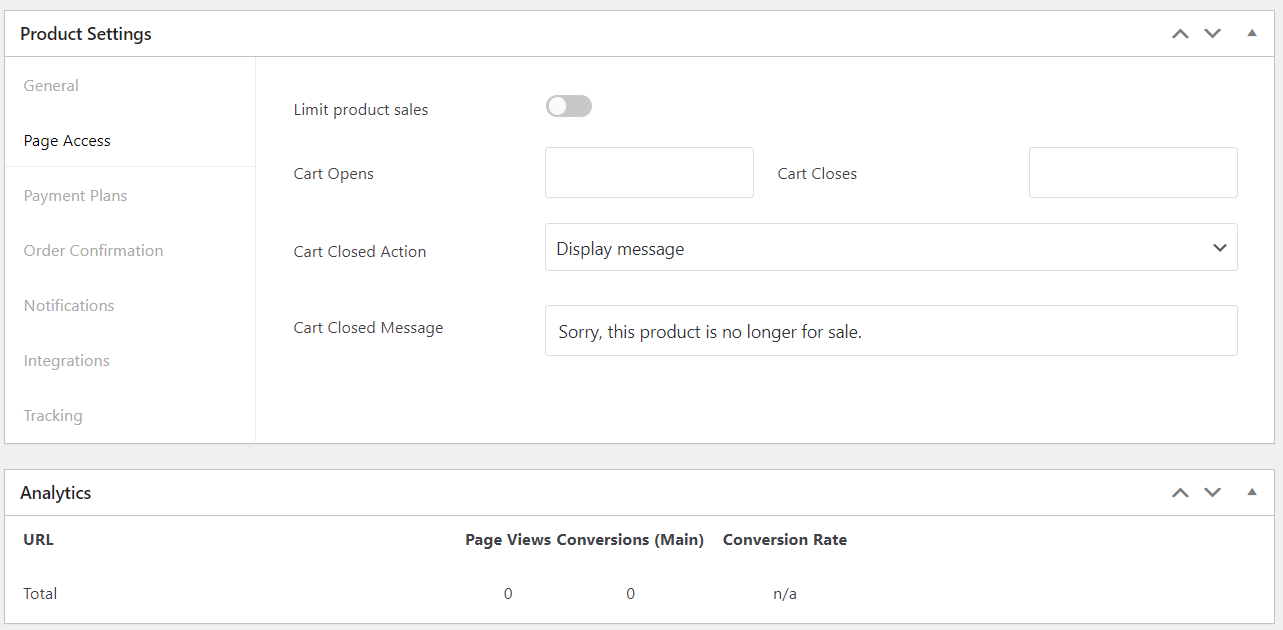 Product Settings
General
Page Access
Payment Plans
Order Confirmation
Notifications
Integrations
Tracking
Limit product sales
Cart Opens
Cart Closes
Cart Closed Action
Display message
Cart Closed Message
Sorry, this product is no longer for sale.
Analytics
URL Page Views Conversions (Main) Conversion Rate
Total 0 0 n/a